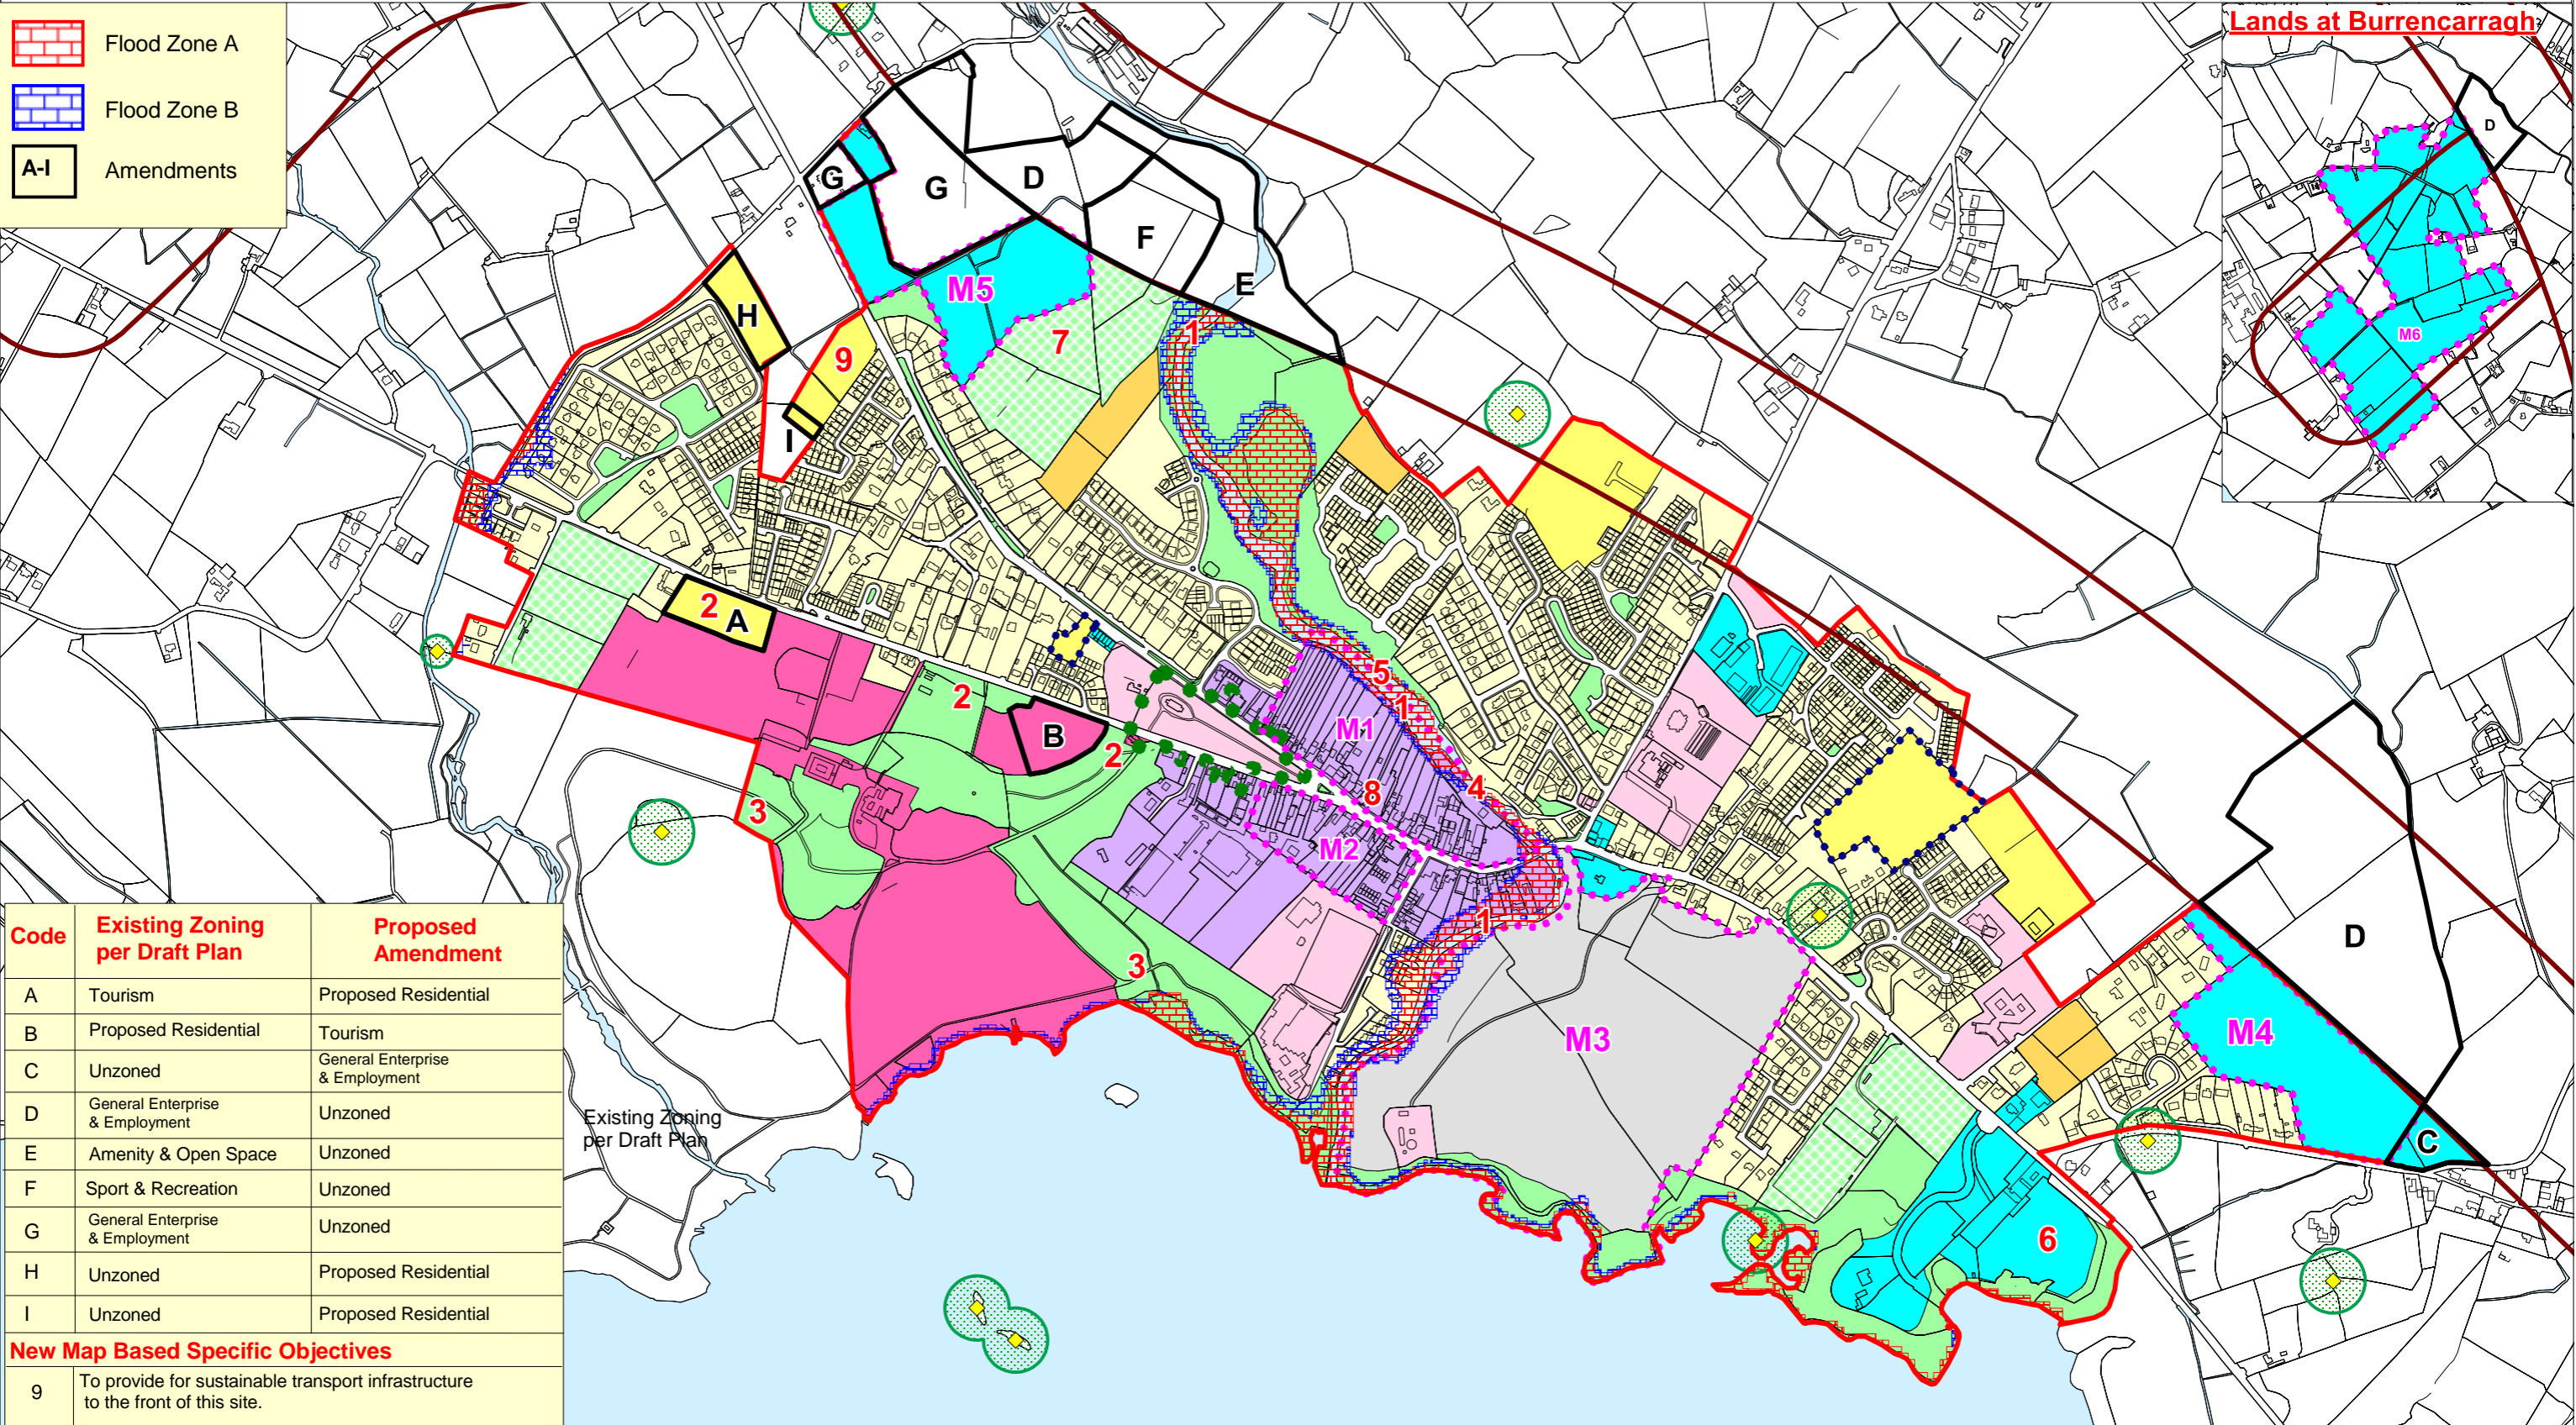 Flood Zone A
Flood Zone B
A-I Amendments
Lands at Burrencarragh
D
M6
G
G
D
F
E
M5
H
7
1
9
I
2
A
5
1
2
B
M1
2
8
4
3
M2
1
D
3
M3
M4
C
6
Existing Zoning
per Draft Plan
Code Existing Zoning per Draft Plan Proposed Amendment
A Tourism Proposed Residential
B Proposed Residential Tourism
C Unzoned General Enterprise & Employment
D General Enterprise & Employment Unzoned
E Amenity & Open Space Unzoned
F Sport & Recreation Unzoned
G General Enterprise & Employment Unzoned
H Unzoned Proposed Residential
I Unzoned Proposed Residential
New Map Based Specific Objectives
9 To provide for sustainable transport infrastructure
to the front of this site.